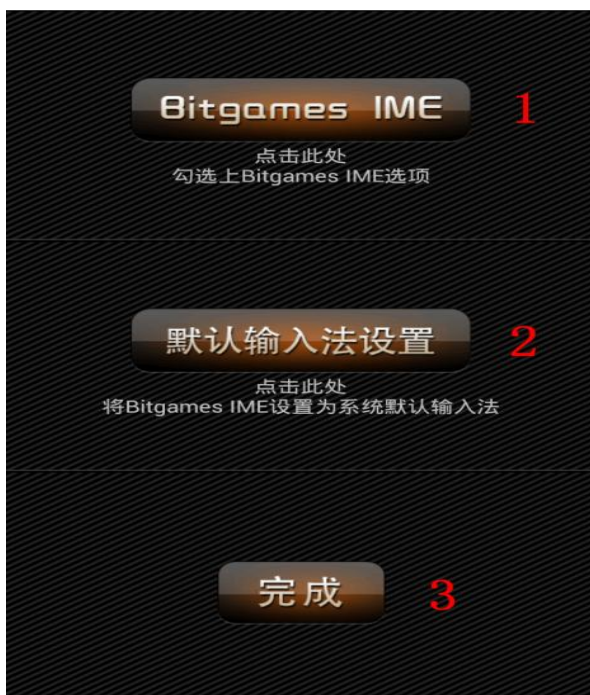 Bitgames IME 1
点击此处
勾选上Bitgames IME选项
默认输入法设置 2
点击此处
将Bitgames IME设置为系统默认输入法
完成 3